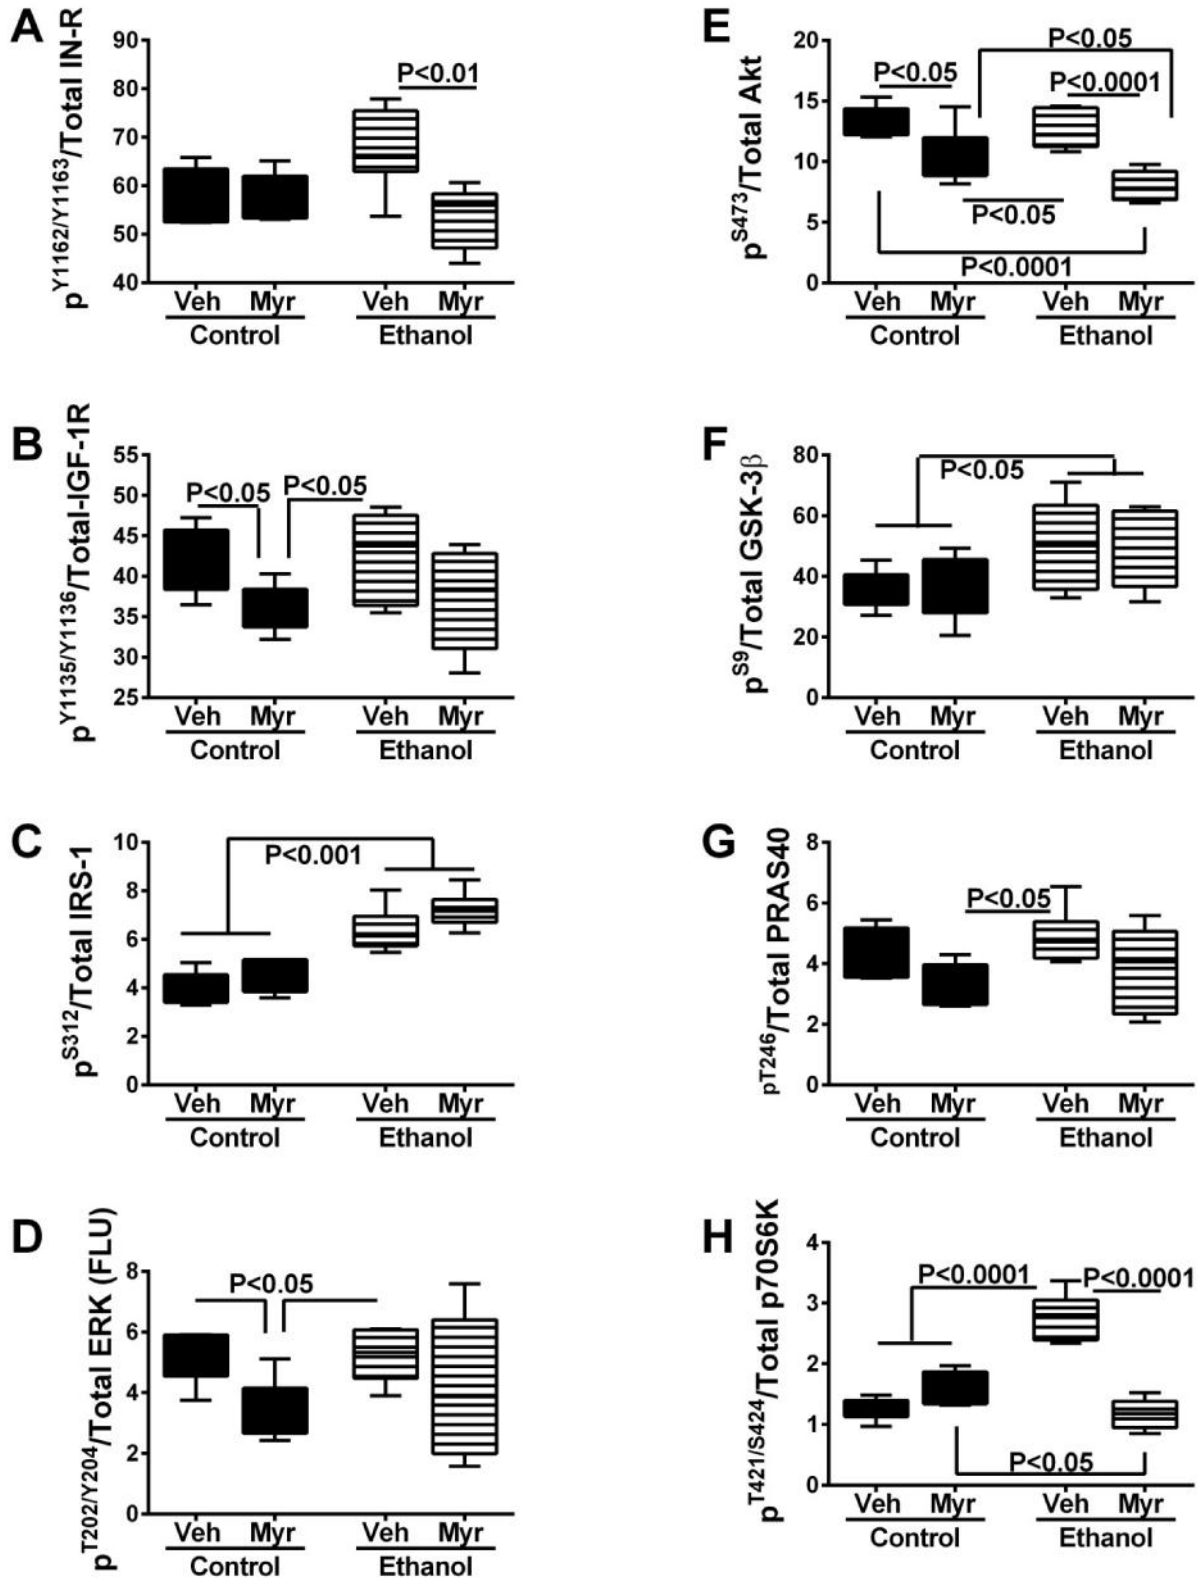 A
pY1162/Y1163/Total IN-R
90
80
70
60
50
40
P<0.01
Veh Myr Veh Myr
Control Ethanol
B
pY1135/Y1136/Total-IGF-1R
55
50
45
40
35
30
25
P<0.05 P<0.05
Veh Myr Veh Myr
Control Ethanol
C
pS312/Total IRS-1
10
8
6
4
2
0
P<0.001
Veh Myr Veh Myr
Control Ethanol
D
pT202/Y204/Total ERK (FLU)
8
6
4
2
0
P<0.05
Veh Myr Veh Myr
Control Ethanol
E
pS473/Total Akt
20
15
10
5
0
P<0.05
P<0.05 P<0.0001
P<0.05
P<0.0001
Veh Myr Veh Myr
Control Ethanol
F
pS9/Total GSK-3β
80
60
40
20
0
P<0.05
Veh Myr Veh Myr
Control Ethanol
G
pT246/Total PRAS40
8
6
4
2
0
P<0.05
Veh Myr Veh Myr
Control Ethanol
H
pT421/S424/Total p70S6K
4
3
2
1
0
P<0.0001 P<0.0001
P<0.05
Veh Myr Veh Myr
Control Ethanol